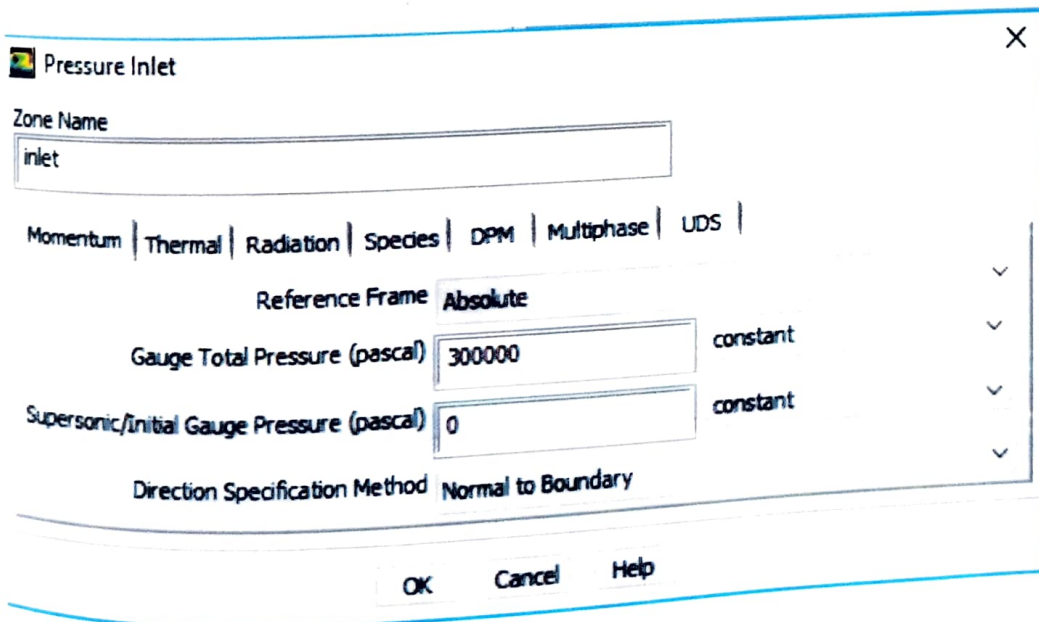 Pressure Inlet
Zone Name
inlet
Momentum Thermal Radiation Species DPM Multiphase UDS
Reference Frame Absolute
Gauge Total Pressure (pascal) 300000 constant
Supersonic/Initial Gauge Pressure (pascal) 0 constant
Direction Specification Method Normal to Boundary
OK Cancel Help